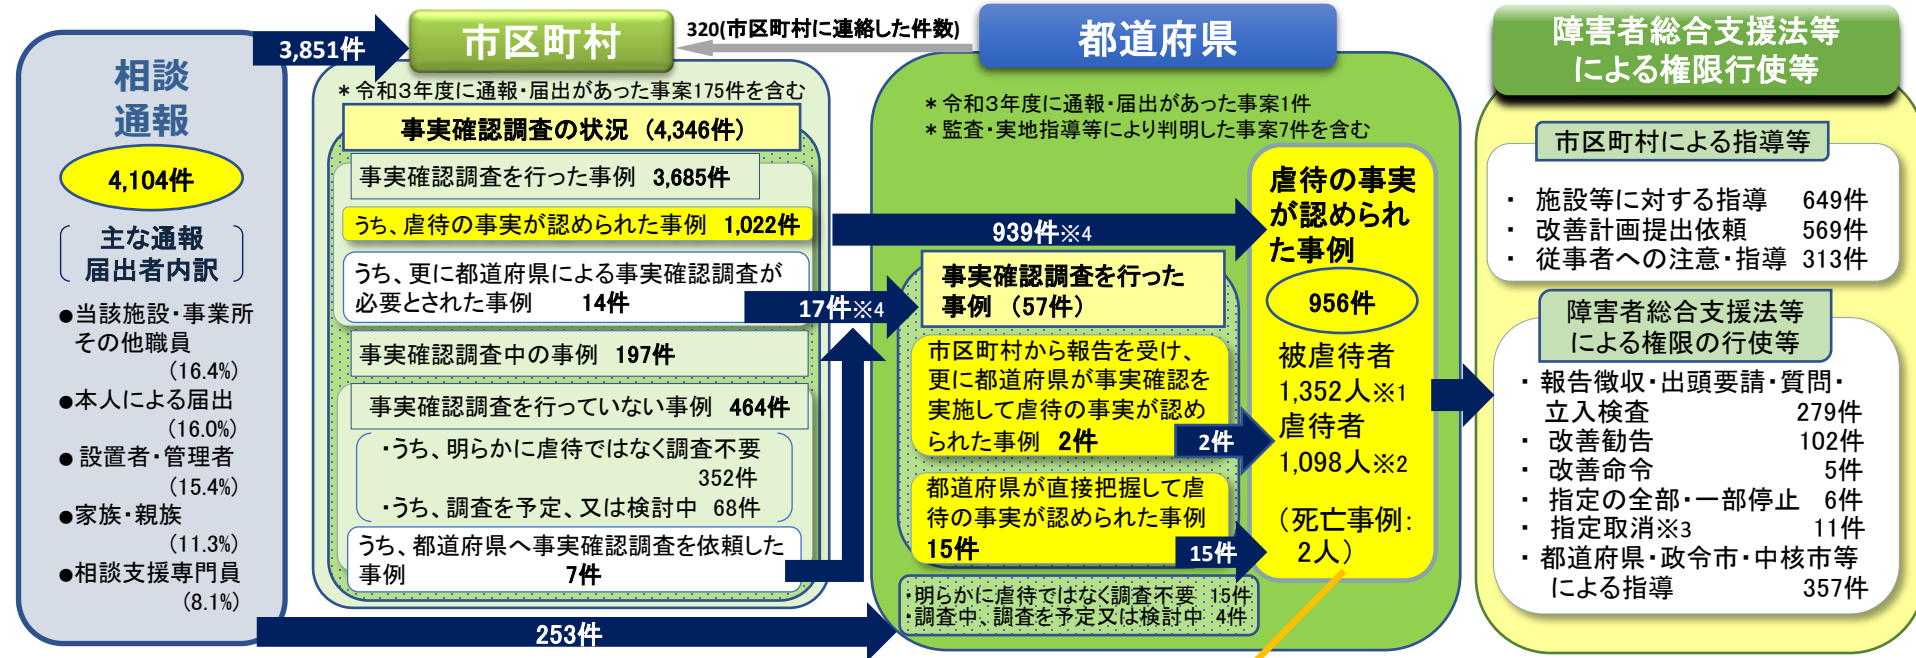 相談
通報
4,104件
主な通報
届出者内訳
●当該施設・事業所
その他職員
(16.4%)
●本人による届出
(16.0%)
●設置者・管理者
(15.4%)
●家族・親族
(11.3%)
●相談支援専門員
(8.1%)
3,851件
253件
市区町村
320(市区町村に連絡した件数)
＊令和３年度に通報・届出があった事案175件を含む
事実確認調査の状況 （4,346件）
事実確認調査を行った事例 3,685件
うち、虐待の事実が認められた事例 1,022件
うち、更に都道府県による事実確認調査が
必要とされた事例 14件
事実確認調査中の事例 197件
事実確認調査を行っていない事例 464件
・うち、明らかに虐待ではなく調査不要
352件
・うち、調査を予定、又は検討中 68件
うち、都道府県へ事実確認調査を依頼した
事例 7件
939件※4
17件※4
都道府県
＊令和３年度に通報・届出があった事案1件
＊監査・実地指導等により判明した事案7件を含む
事実確認調査を行った
事例 （57件）
市区町村から報告を受け、
更に都道府県が事実確認を
実施して虐待の事実が認め
られた事例 2件
2件
都道府県が直接把握して虐
待の事実が認められた事例
15件
15件
・明らかに虐待ではなく調査不要 15件
・調査中、調査を予定又は検討中 4件
虐待の事実
が認められ
た事例
956件
被虐待者
1,352人※1
虐待者
1,098人※2
（死亡事例：
2人）
障害者総合支援法等
による権限行使等
市区町村による指導等
・ 施設等に対する指導 649件
・ 改善計画提出依頼 569件
・ 従事者への注意・指導 313件
障害者総合支援法等
による権限の行使等
・ 報告徴収・出頭要請・質問・
立入検査 279件
・ 改善勧告 102件
・ 改善命令 5件
・ 指定の全部・一部停止 6件
・ 指定取消※3 11件
・ 都道府県・政令市・中核市等
による指導 357件